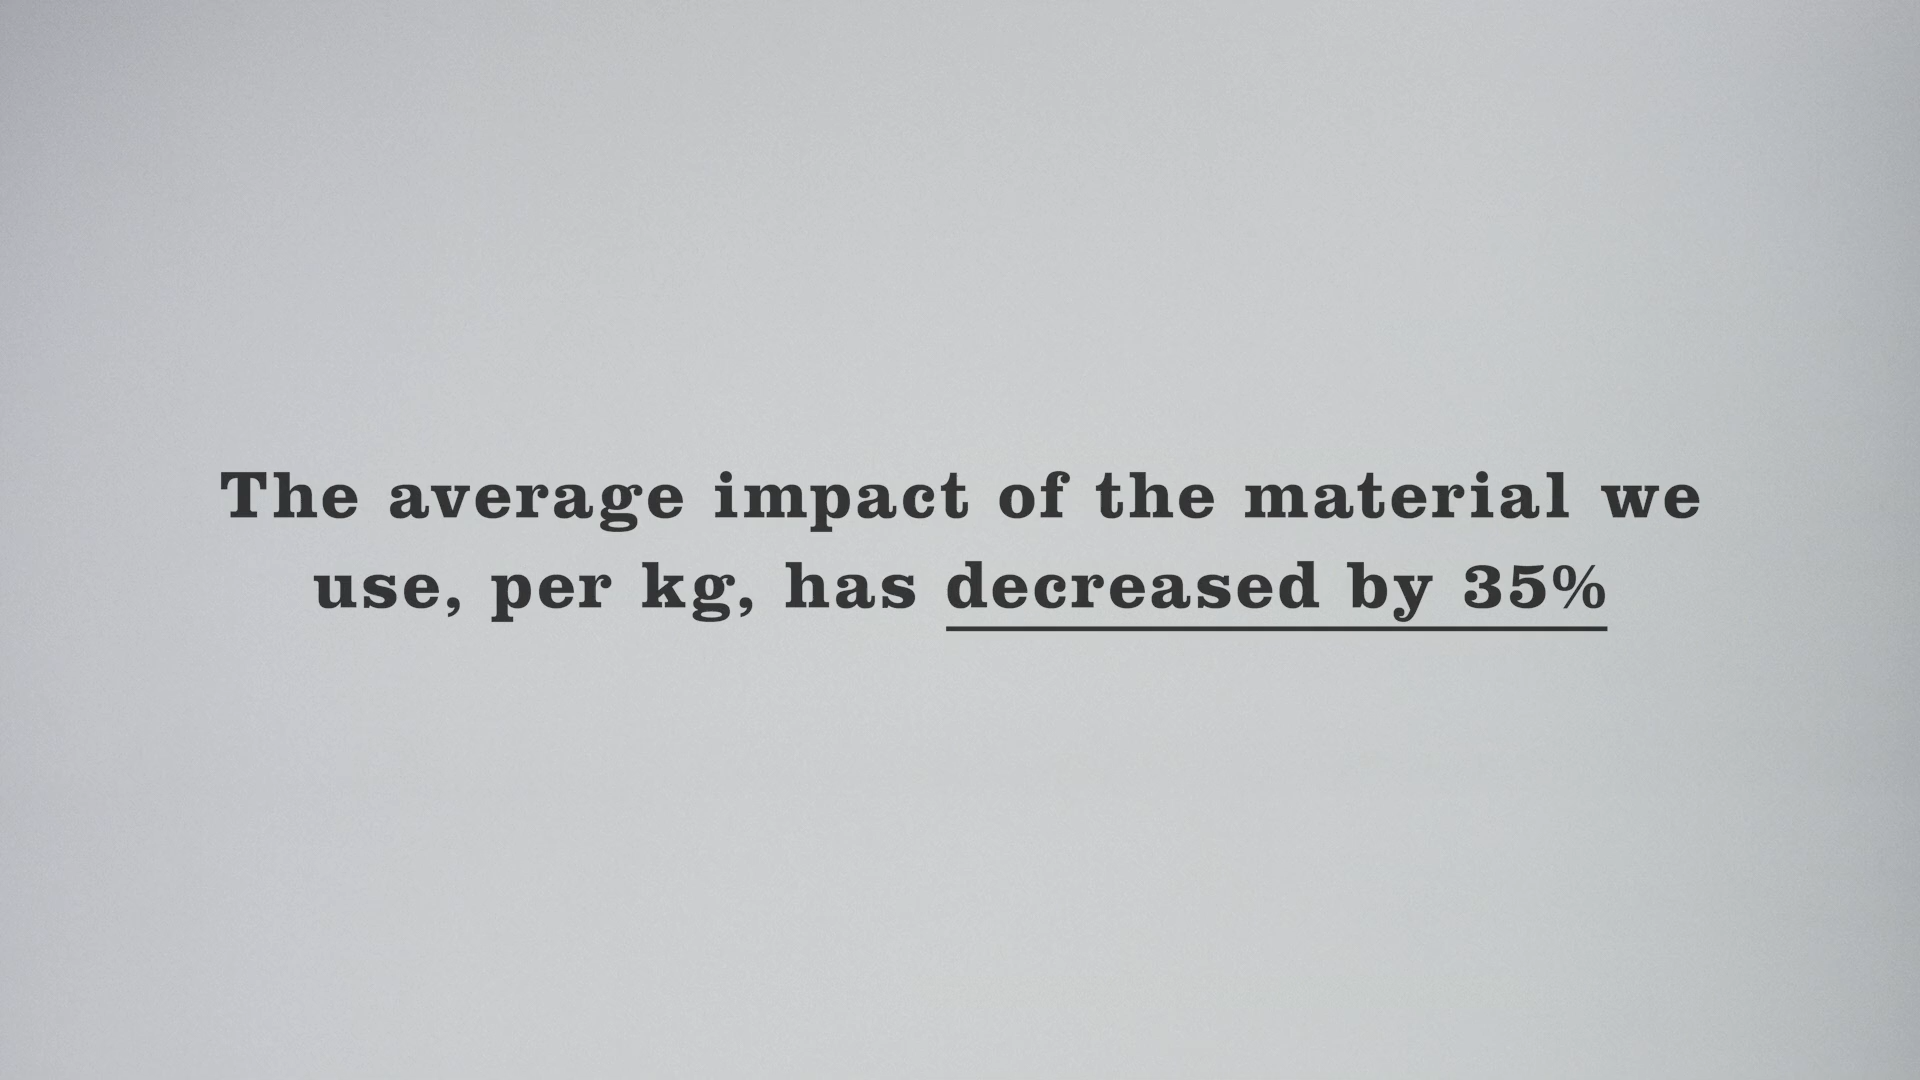 The average impact of the material we
use, per kg, has decreased by 35%